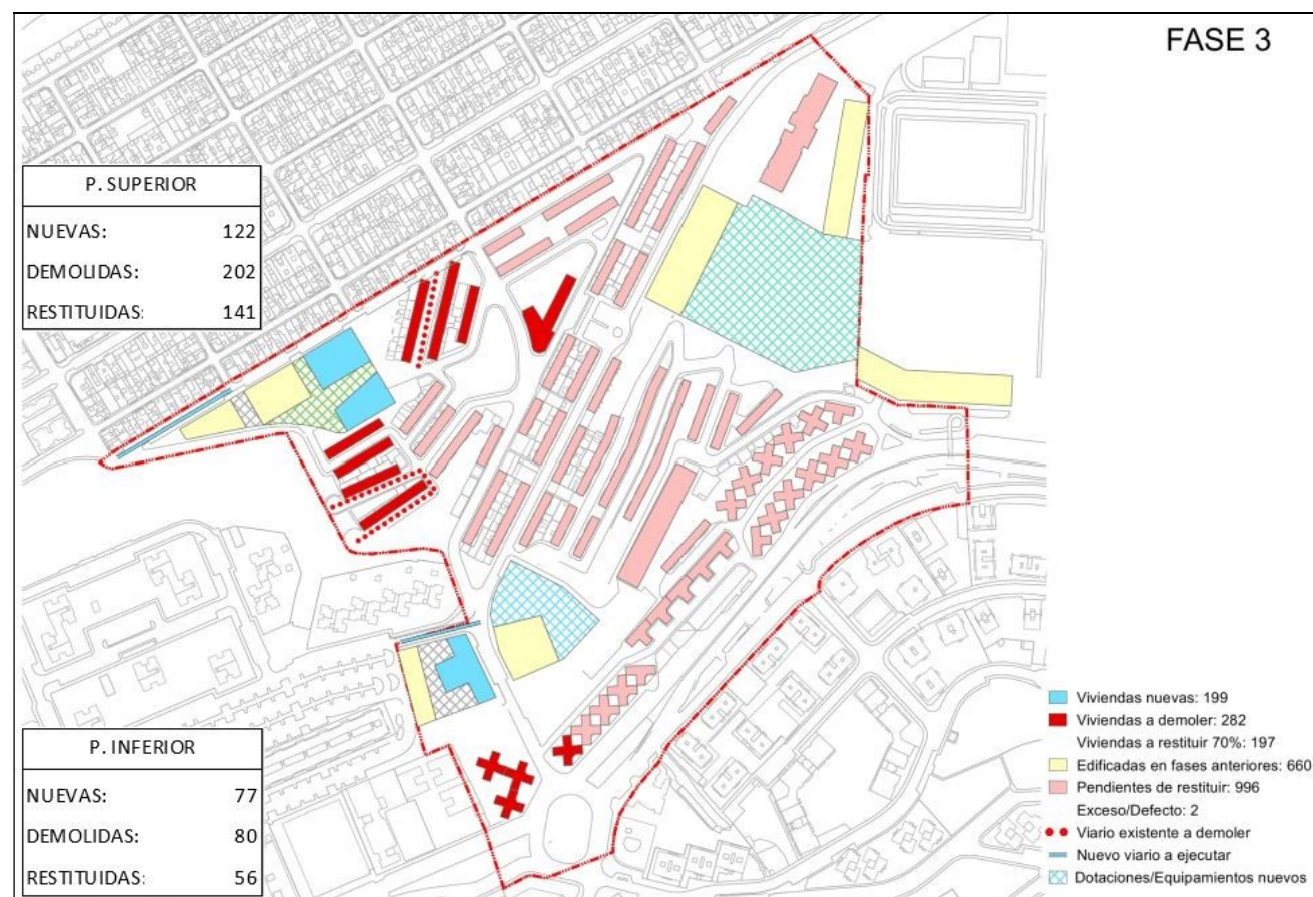 FASE 3
P. SUPERIOR
NUEVAS: 122
DEMOLIDAS: 202
RESTITUIDAS: 141
P. INFERIOR
NUEVAS: 77
DEMOLIDAS: 80
RESTITUIDAS: 56
Viviendas nuevas: 199
Viviendas a demoler: 282
Viviendas a restituir 70%: 197
Edificadas en fases anteriores: 660
Pendientes de restituir: 996
Exceso/Defecto: 2
Viario existente a demoler
Nuevo viario a ejecutar
Dotaciones/Equipamientos nuevos